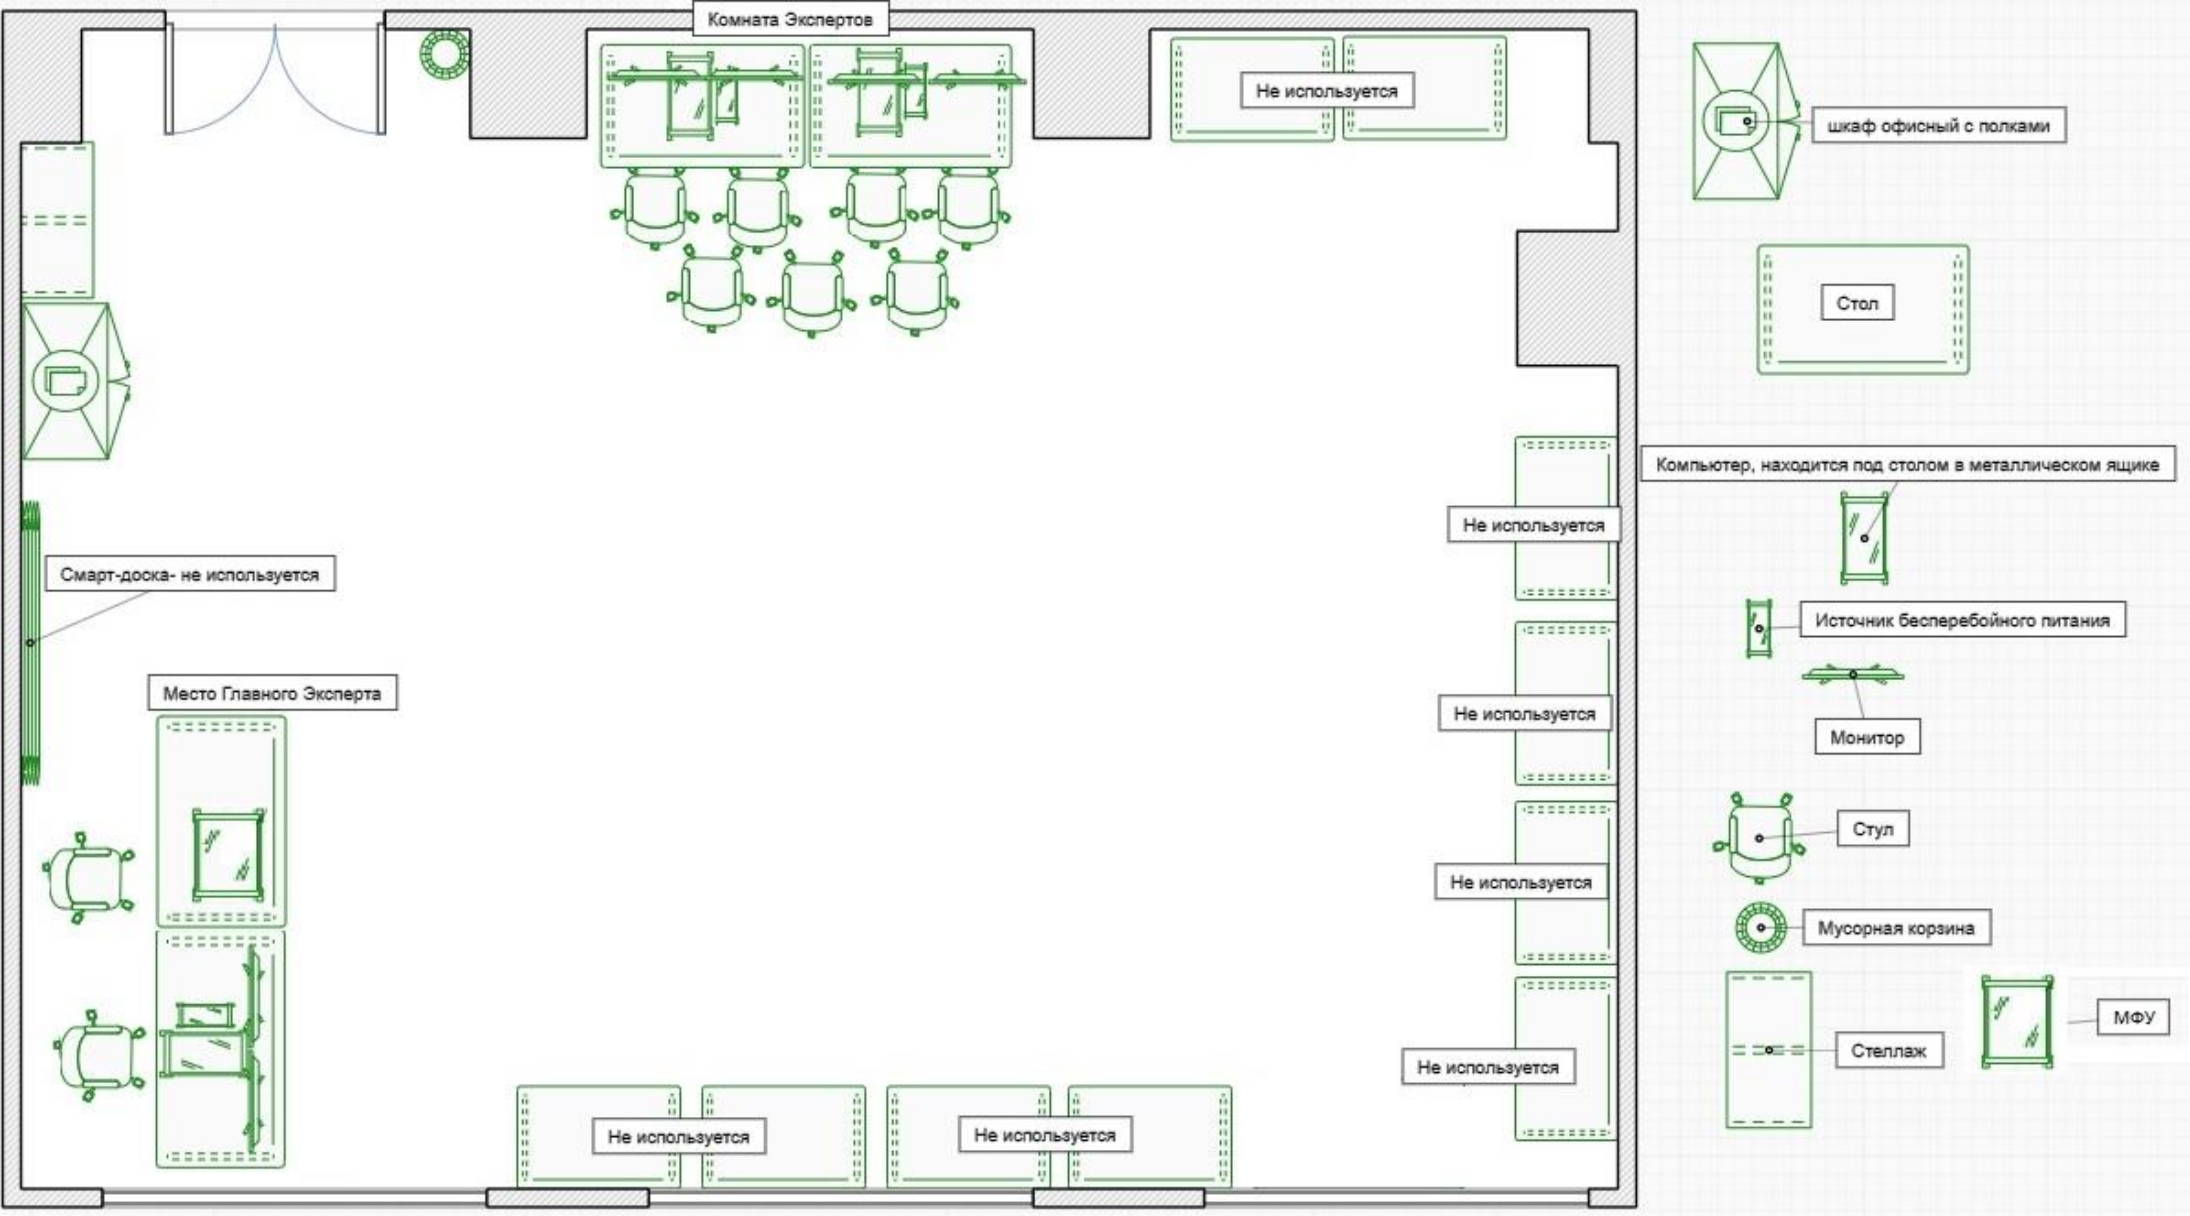 Комната Экспертов
Не используется
шкаф офисный с полками
Стол
Компьютер, находится под столом в металлическом ящике
Не используется
Смарт-доска- не используется
Источник бесперебойного питания
Место Главного Эксперта
Не используется
Монитор
Стул
Не используется
Мусорная корзина
МФУ
Стеллаж
Не используется
Не используется
Не используется